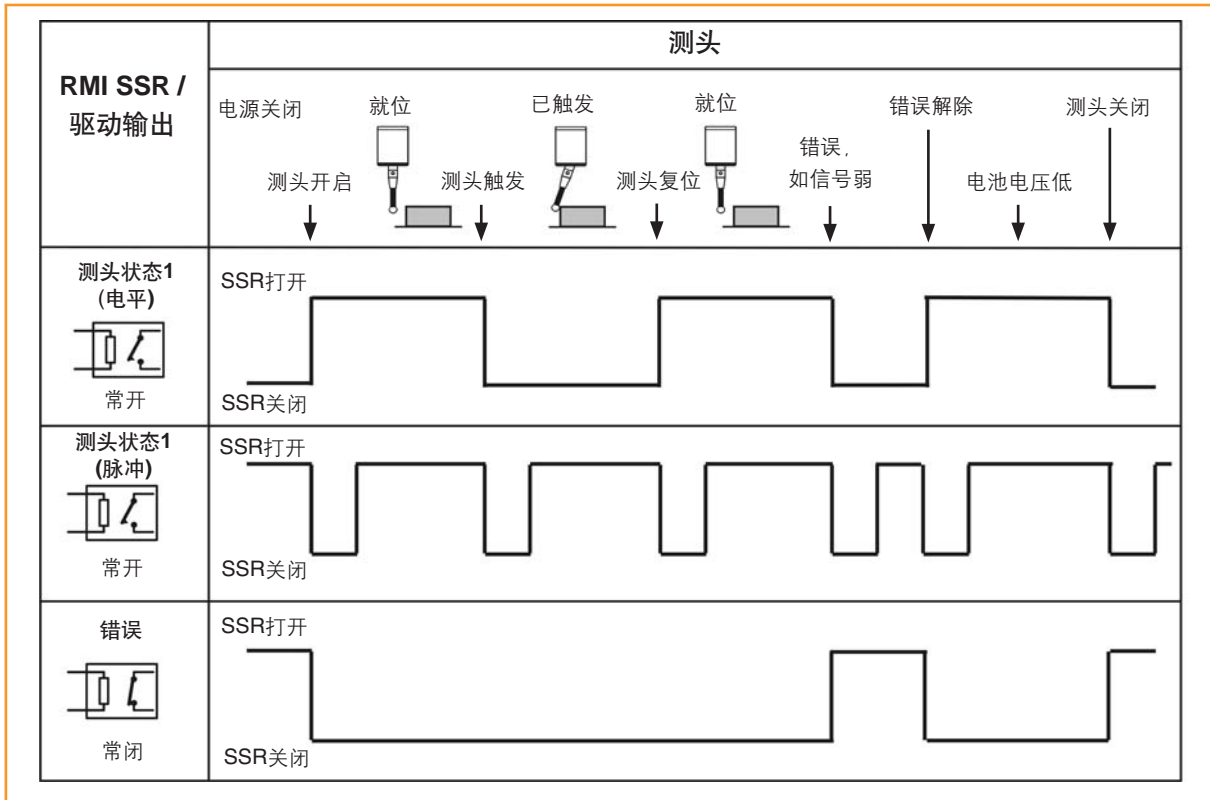 测头
RMI SSR /
驱动输出
电源关闭
就位
已触发
就位
错误解除
测头关闭
错误，
如信号弱
测头开启
测头触发
测头复位
电池电压低
测头状态1
(电平)
常开
SSR打开
SSR关闭
测头状态1
(脉冲)
常开
SSR打开
SSR关闭
错误
常闭
SSR打开
SSR关闭